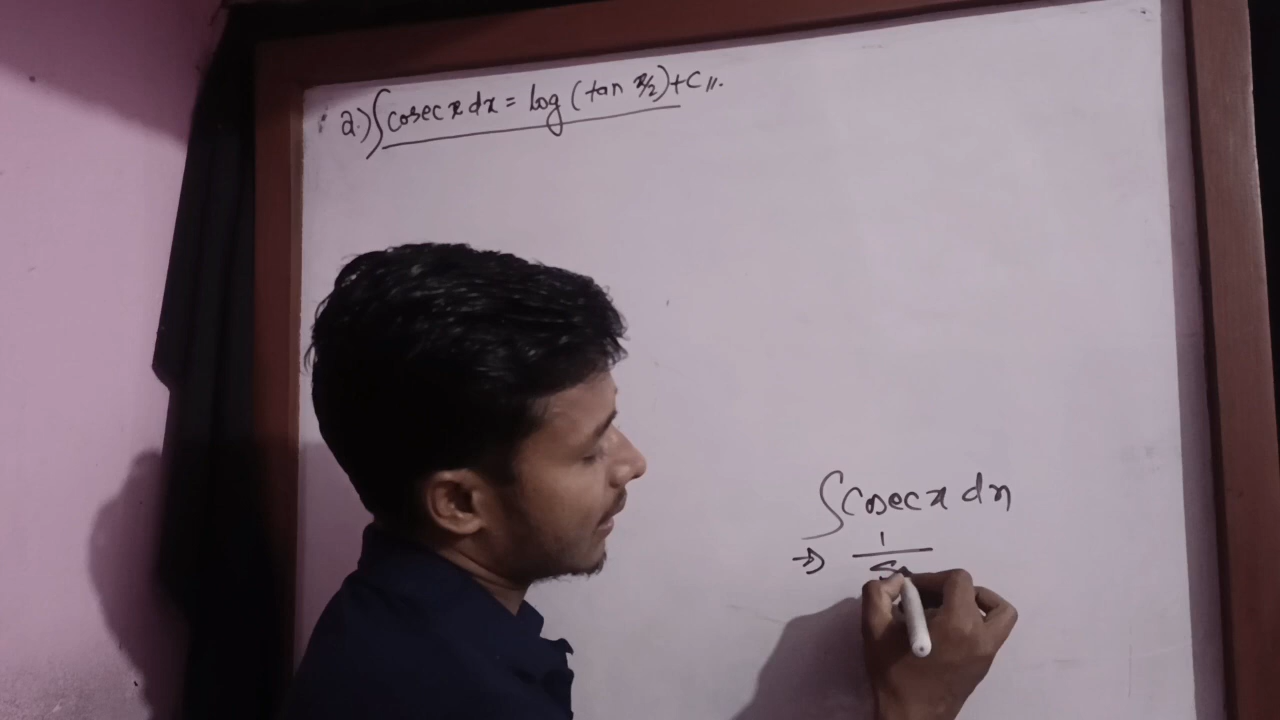 2.) ∫cosec x dx = log (tan x/2) + C //.
∫cosec x dx
⇒ 1
S